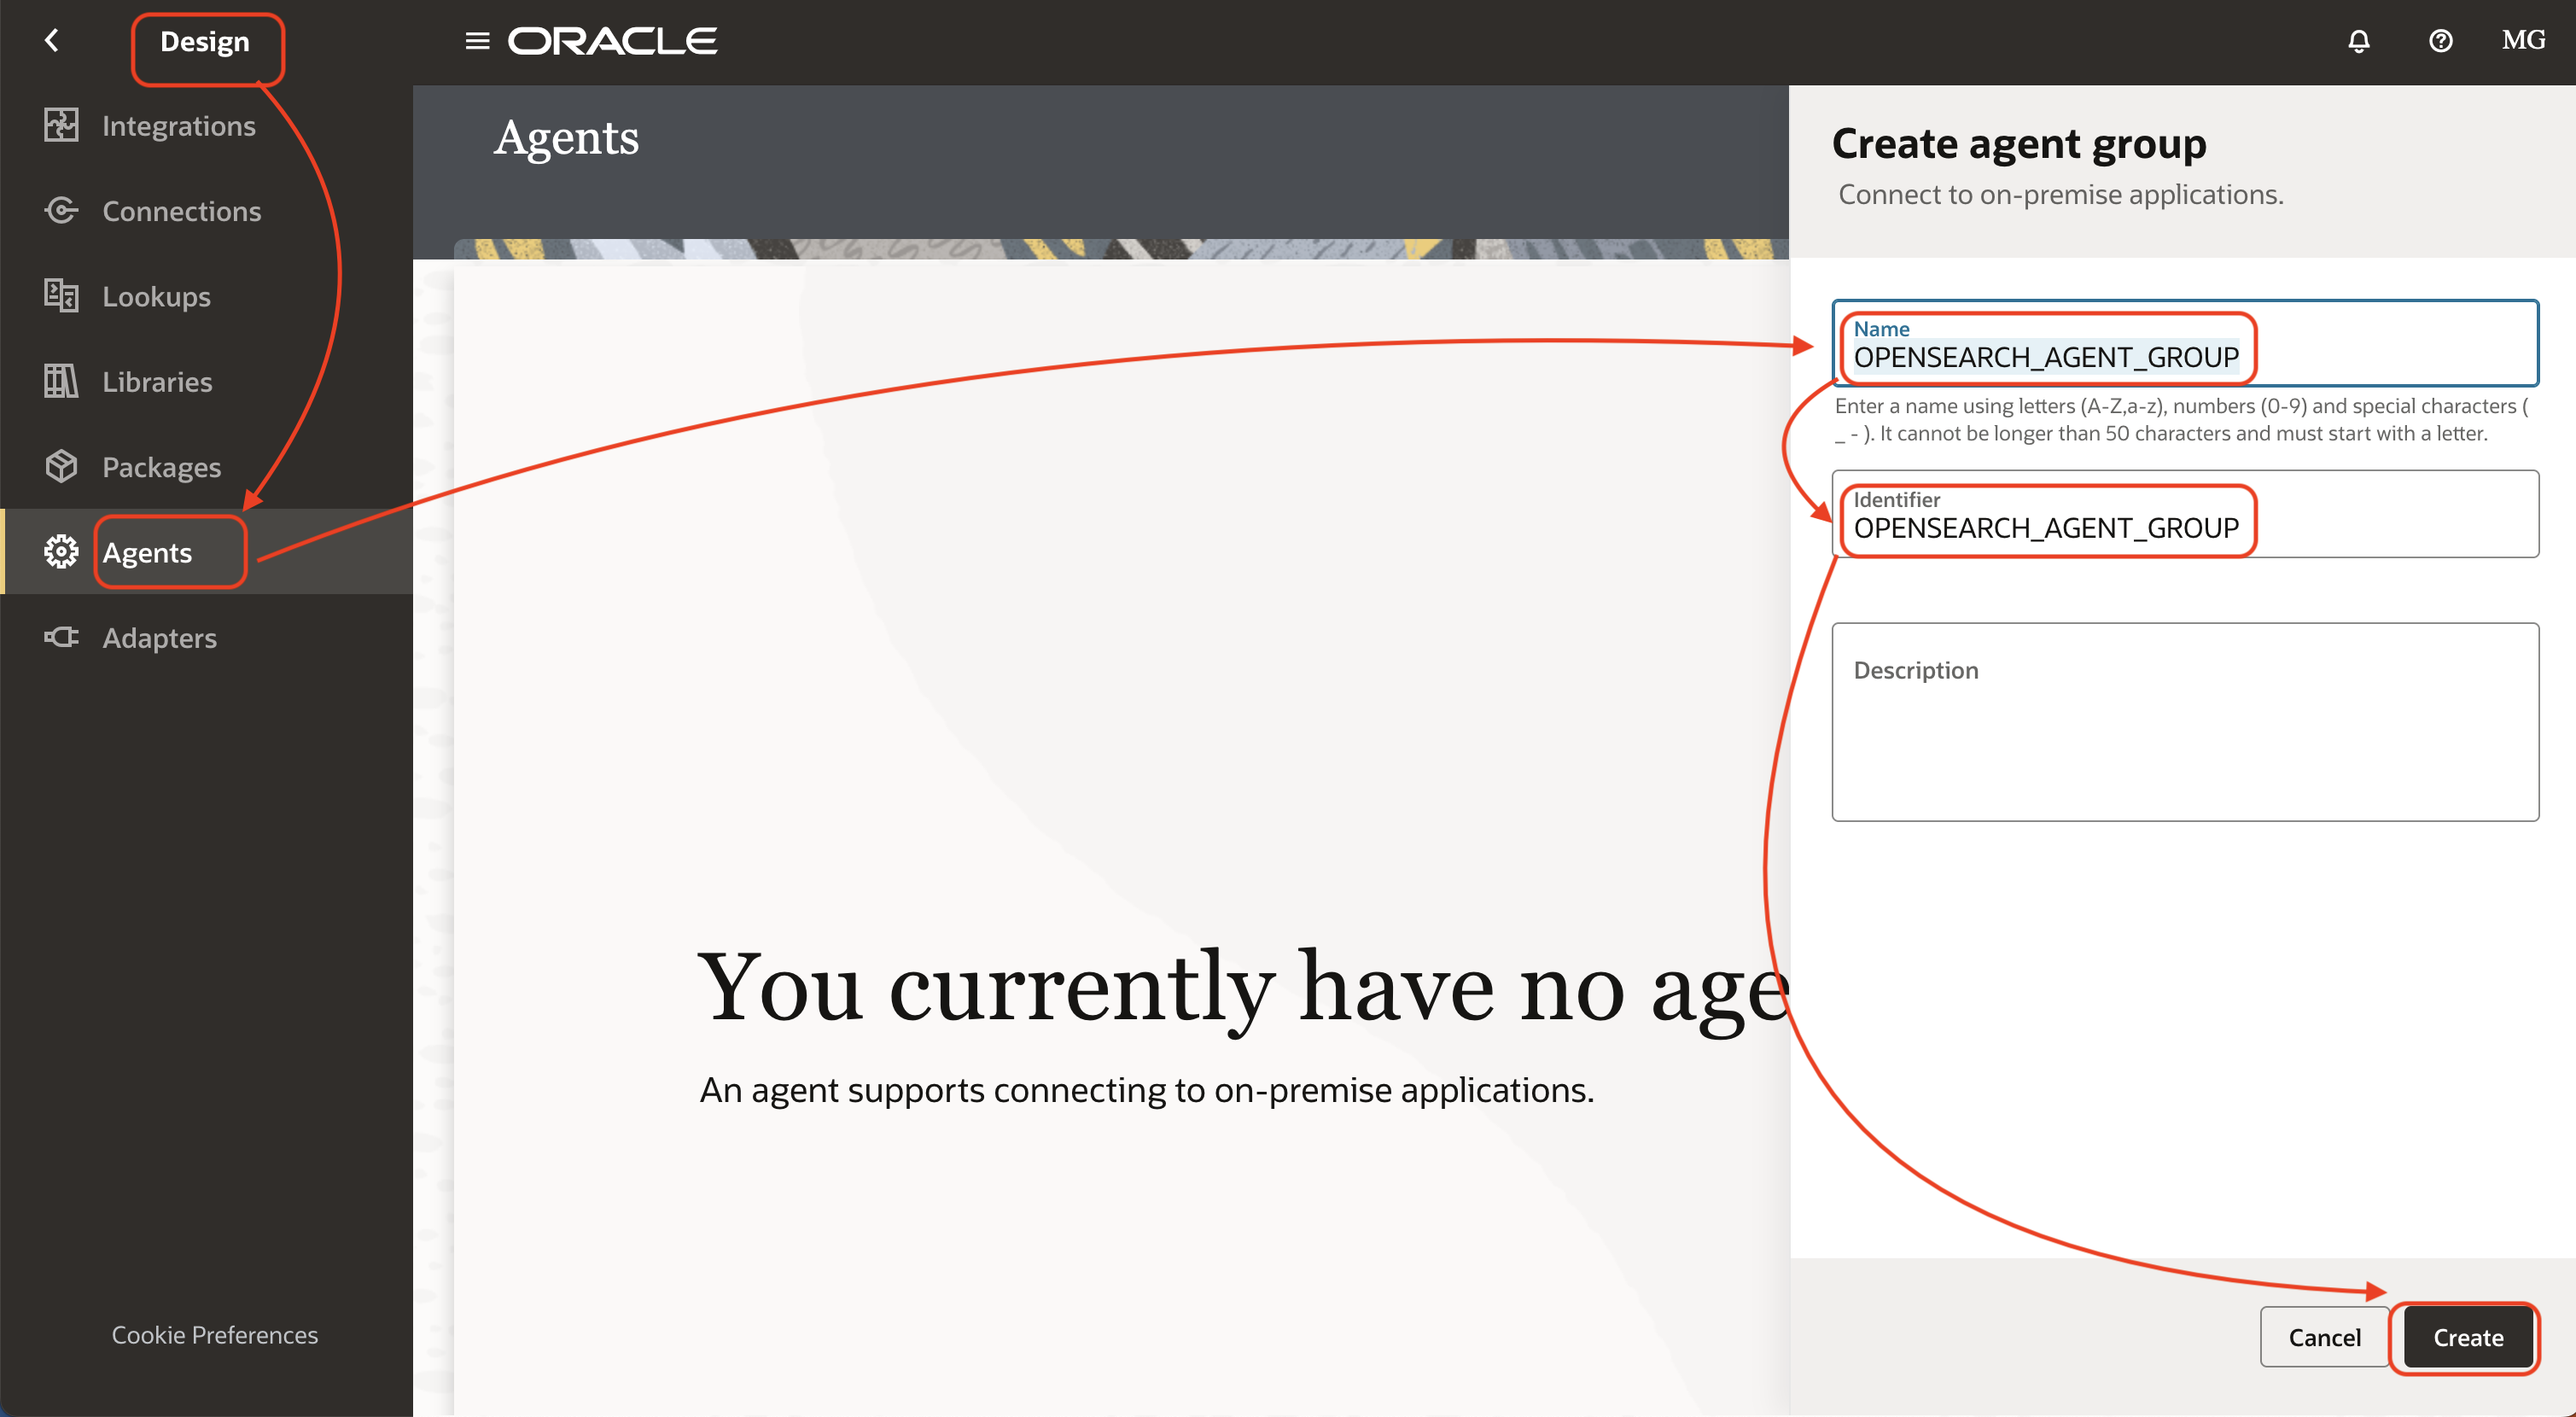 Design
ORACLE
MG
Integrations
Connections
Lookups
Libraries
Packages
Agents
Adapters
Cookie Preferences
Agents
You currently have no age
An agent supports connecting to on-premise applications.
Create agent group
Connect to on-premise applications.
Name
OPENSEARCH_AGENT_GROUP
Enter a name using letters (A-Z,a-z), numbers (0-9) and special characters (
_ - ). It cannot be longer than 50 characters and must start with a letter.
Identifier
OPENSEARCH_AGENT_GROUP
Description
Cancel
Create